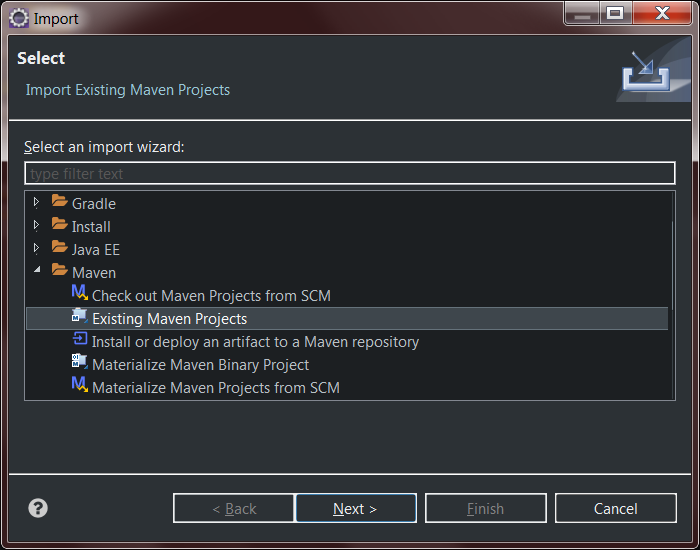 Import
Select
Import Existing Maven Projects
Select an import wizard:
type filter text
Gradle
Install
Java EE
Maven
Check out Maven Projects from SCM
Existing Maven Projects
Install or deploy an artifact to a Maven repository
Materialize Maven Binary Project
Materialize Maven Projects from SCM
? < Back Next > Finish Cancel